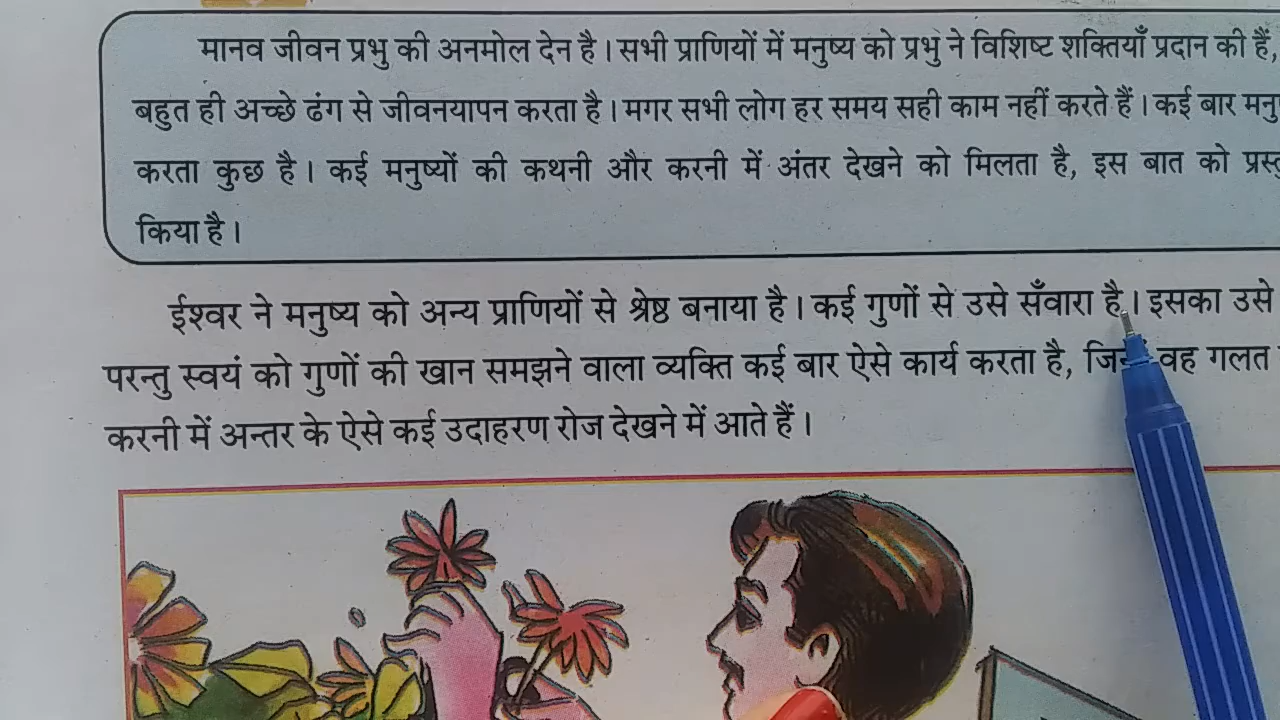 मानव जीवन प्रभु की अनमोल देन है। सभी प्राणियों में मनुष्य को प्रभु ने विशिष्ट शक्तियाँ प्रदान की हैं,
बहुत ही अच्छे ढंग से जीवनयापन करता है। मगर सभी लोग हर समय सही काम नहीं करते हैं। कई बार
करता कुछ है। कई मनुष्यों की कथनी और करनी में अंतर देखने को मिलता है, इस बात को
किया है।
ईश्वर ने मनुष्य को अन्य प्राणियों से श्रेष्ठ बनाया है। कई गुणों से उसे सँवारा है। इसका उसे
परन्तु स्वयं को गुणों की खान समझने वाला व्यक्ति कई बार ऐसे कार्य करता है, वह गलत
करनी में अन्तर के ऐसे कई उदाहरण रोज देखने में आते हैं।